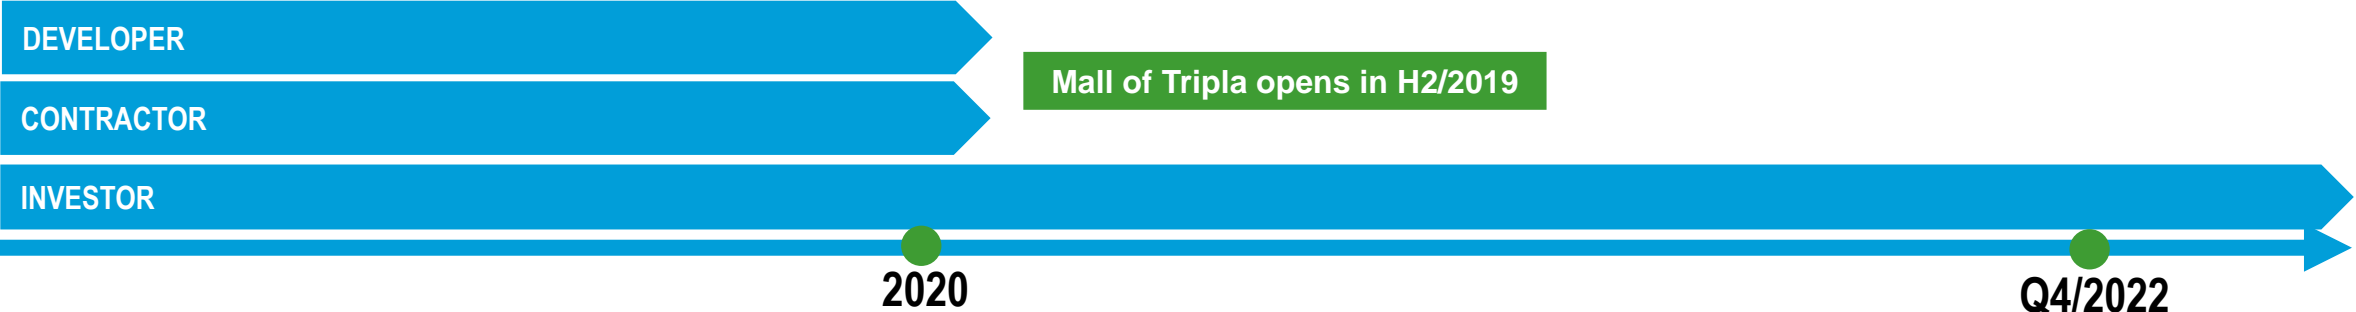 DEVELOPER
Mall of Tripla opens in H2/2019
CONTRACTOR
INVESTOR
2020
Q4/2022